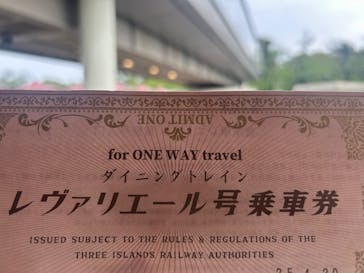 ADMIT ONE
for ONE WAY travel
ダイニングトレイン
レヴァリエール号乗車券
ISSUED SUBJECT TO THE RULES & REGULATIONS OF THE
THREE ISLANDS RAILWAY AUTHORITIES